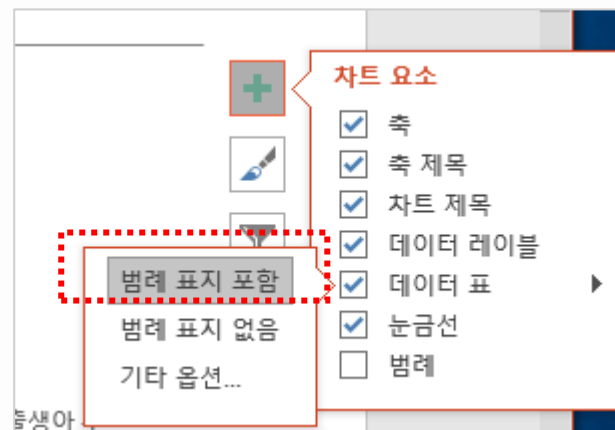 차트 요소
축
축 제목
차트 제목
데이터 레이블
데이터 표
눈금선
범례
범례 표지 포함
범례 표지 없음
기타 옵션...